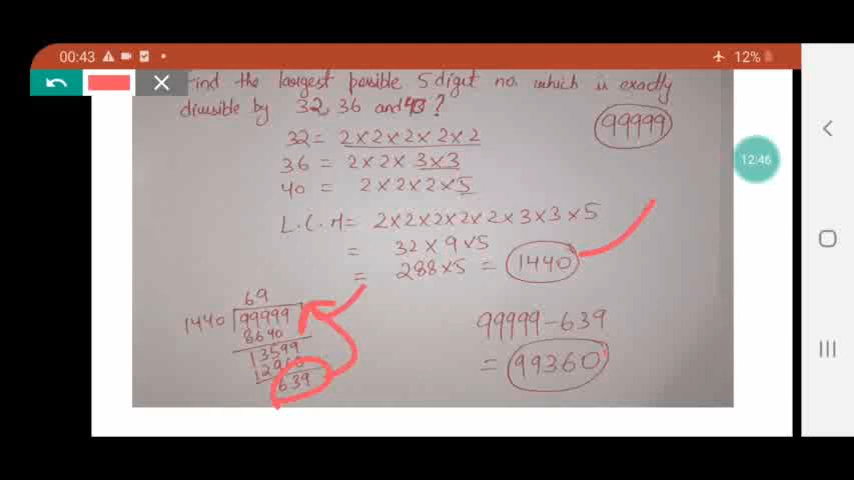 00:43
12%
Find the largest possible 5 digit no. which is exactly
divisible by 32, 36 and 40?
99999
12:46
32 = 2×2×2×2×2
36 = 2×2×3×3
40 = 2×2×2×5
L.C.M = 2×2×2×2×2×3×3×5
= 32×9×5
= 288×5 = 1440
69
1440 99999
8640
13599
12960
639
99999-639
= 99360